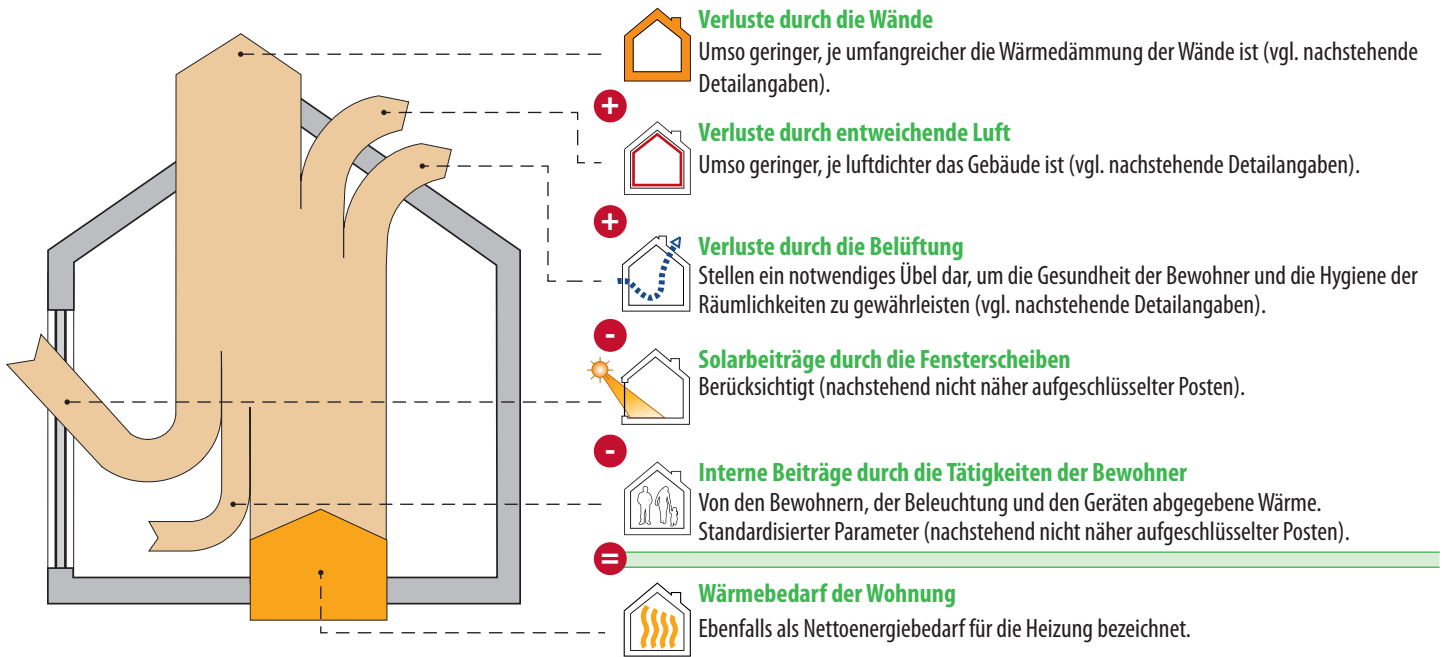 Verluste durch die Wände
Umso geringer, je umfangreicher die Wärmedämmung der Wände ist (vgl. nachstehende
Detailangaben).
+
Verluste durch entweichende Luft
Umso geringer, je luftdichter das Gebäude ist (vgl. nachstehende Detailangaben).
+
Verluste durch die Belüftung
Stellen ein notwendiges Übel dar, um die Gesundheit der Bewohner und die Hygiene der
Räumlichkeiten zu gewährleisten (vgl. nachstehende Detailangaben).
-
Solarbeiträge durch die Fensterscheiben
Berücksichtigt (nachstehend nicht näher aufgeschlüsselter Posten).
-
Interne Beiträge durch die Tätigkeiten der Bewohner
Von den Bewohnern, der Beleuchtung und den Geräten abgegebene Wärme.
Standardisierter Parameter (nachstehend nicht näher aufgeschlüsselter Posten).
=
Wärmebedarf der Wohnung
Ebenfalls als Nettoenergiebedarf für die Heizung bezeichnet.